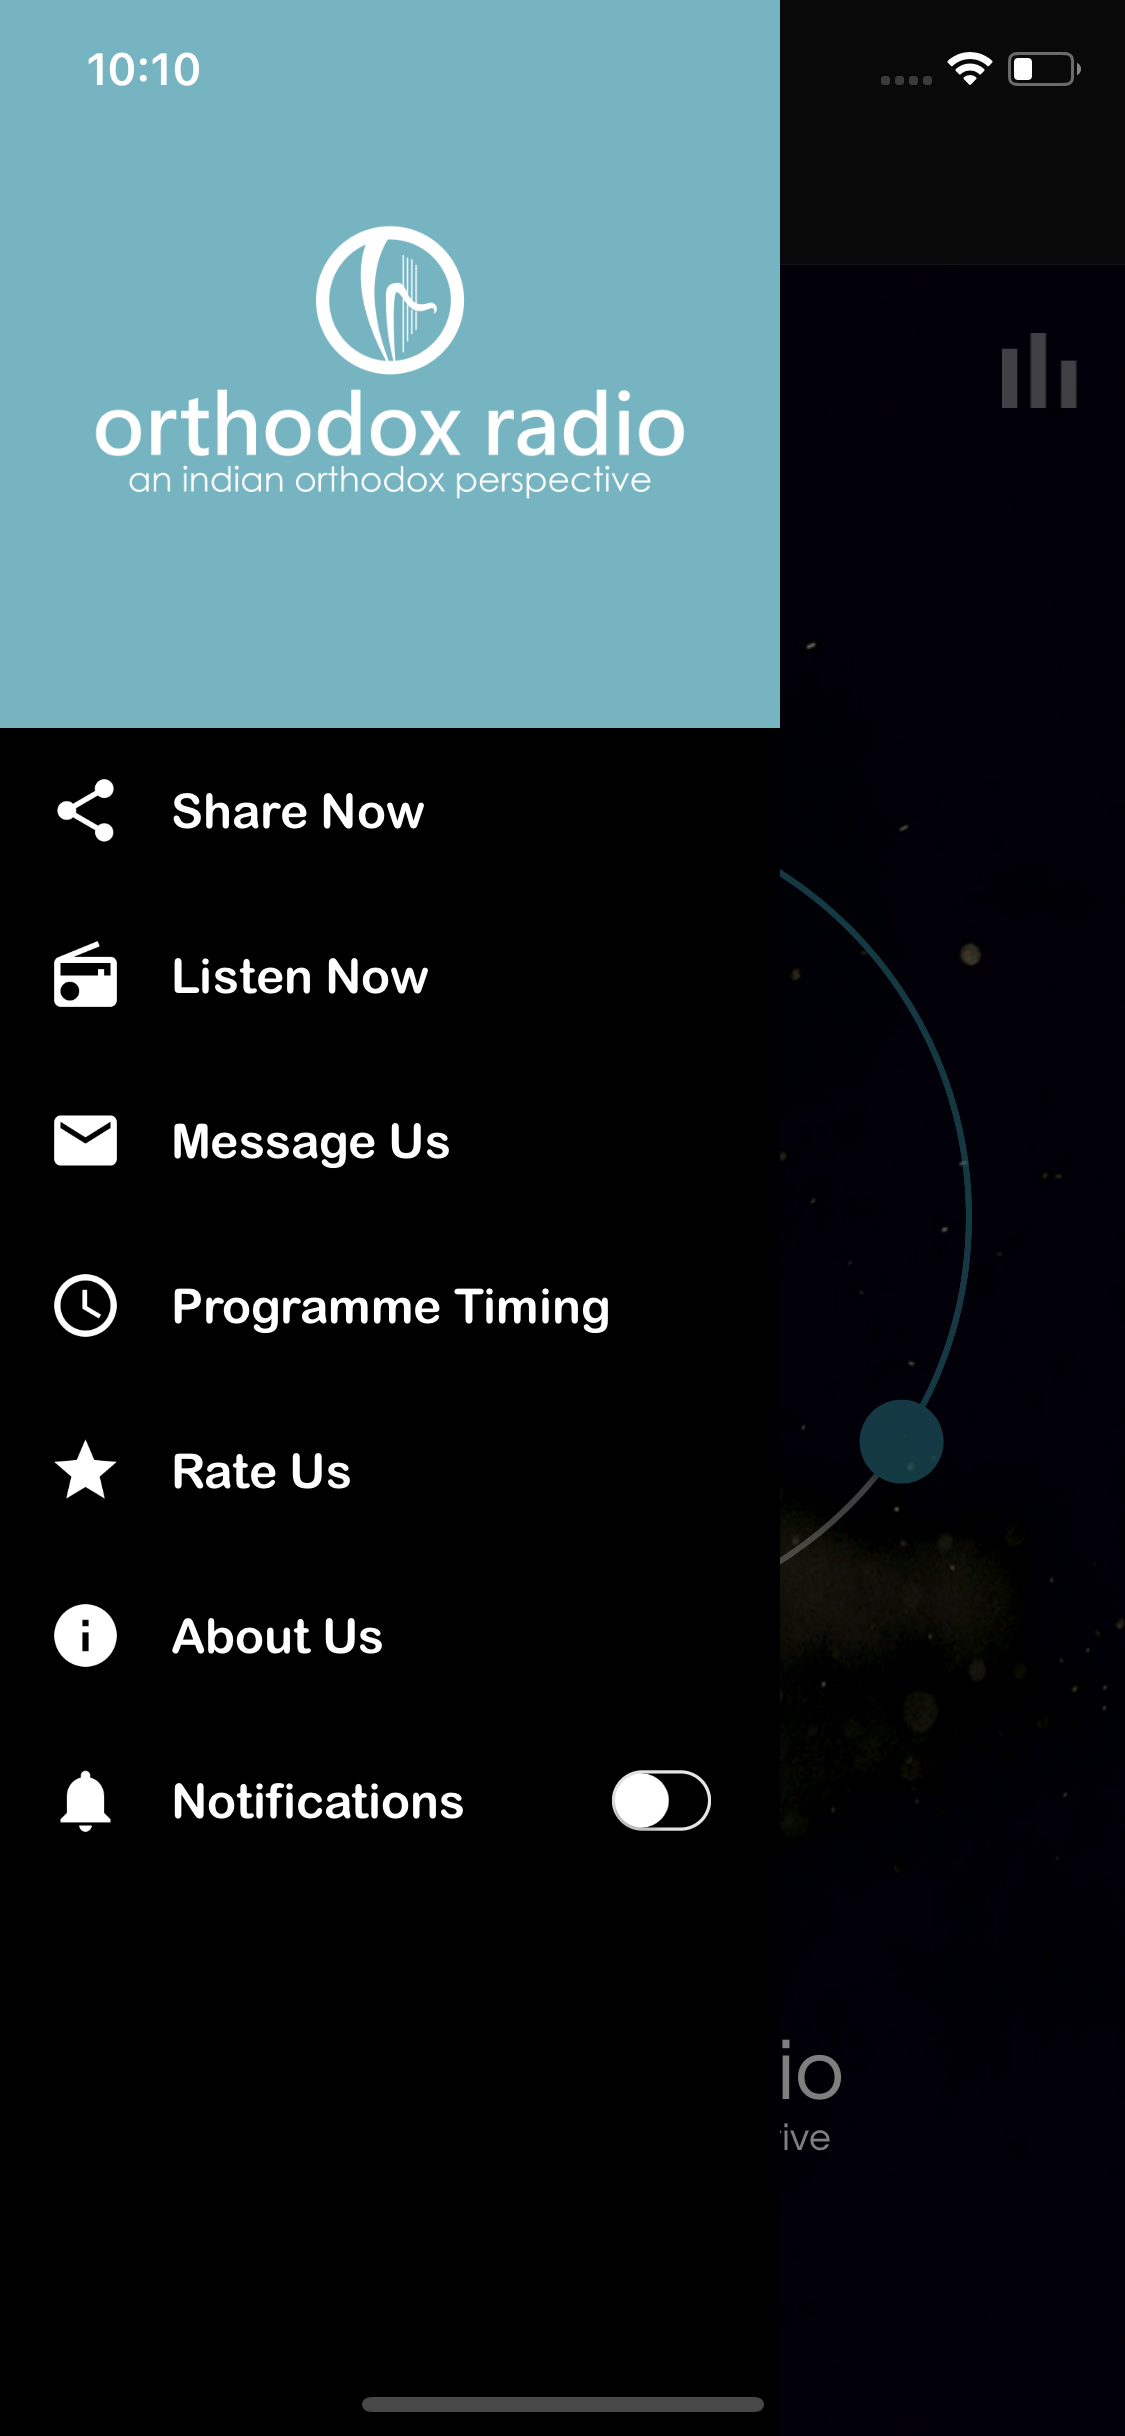 10:10
orthodox radio
an indian orthodox perspective
Share Now
Listen Now
Message Us
Programme Timing
Rate Us
About Us
Notifications
io
ive